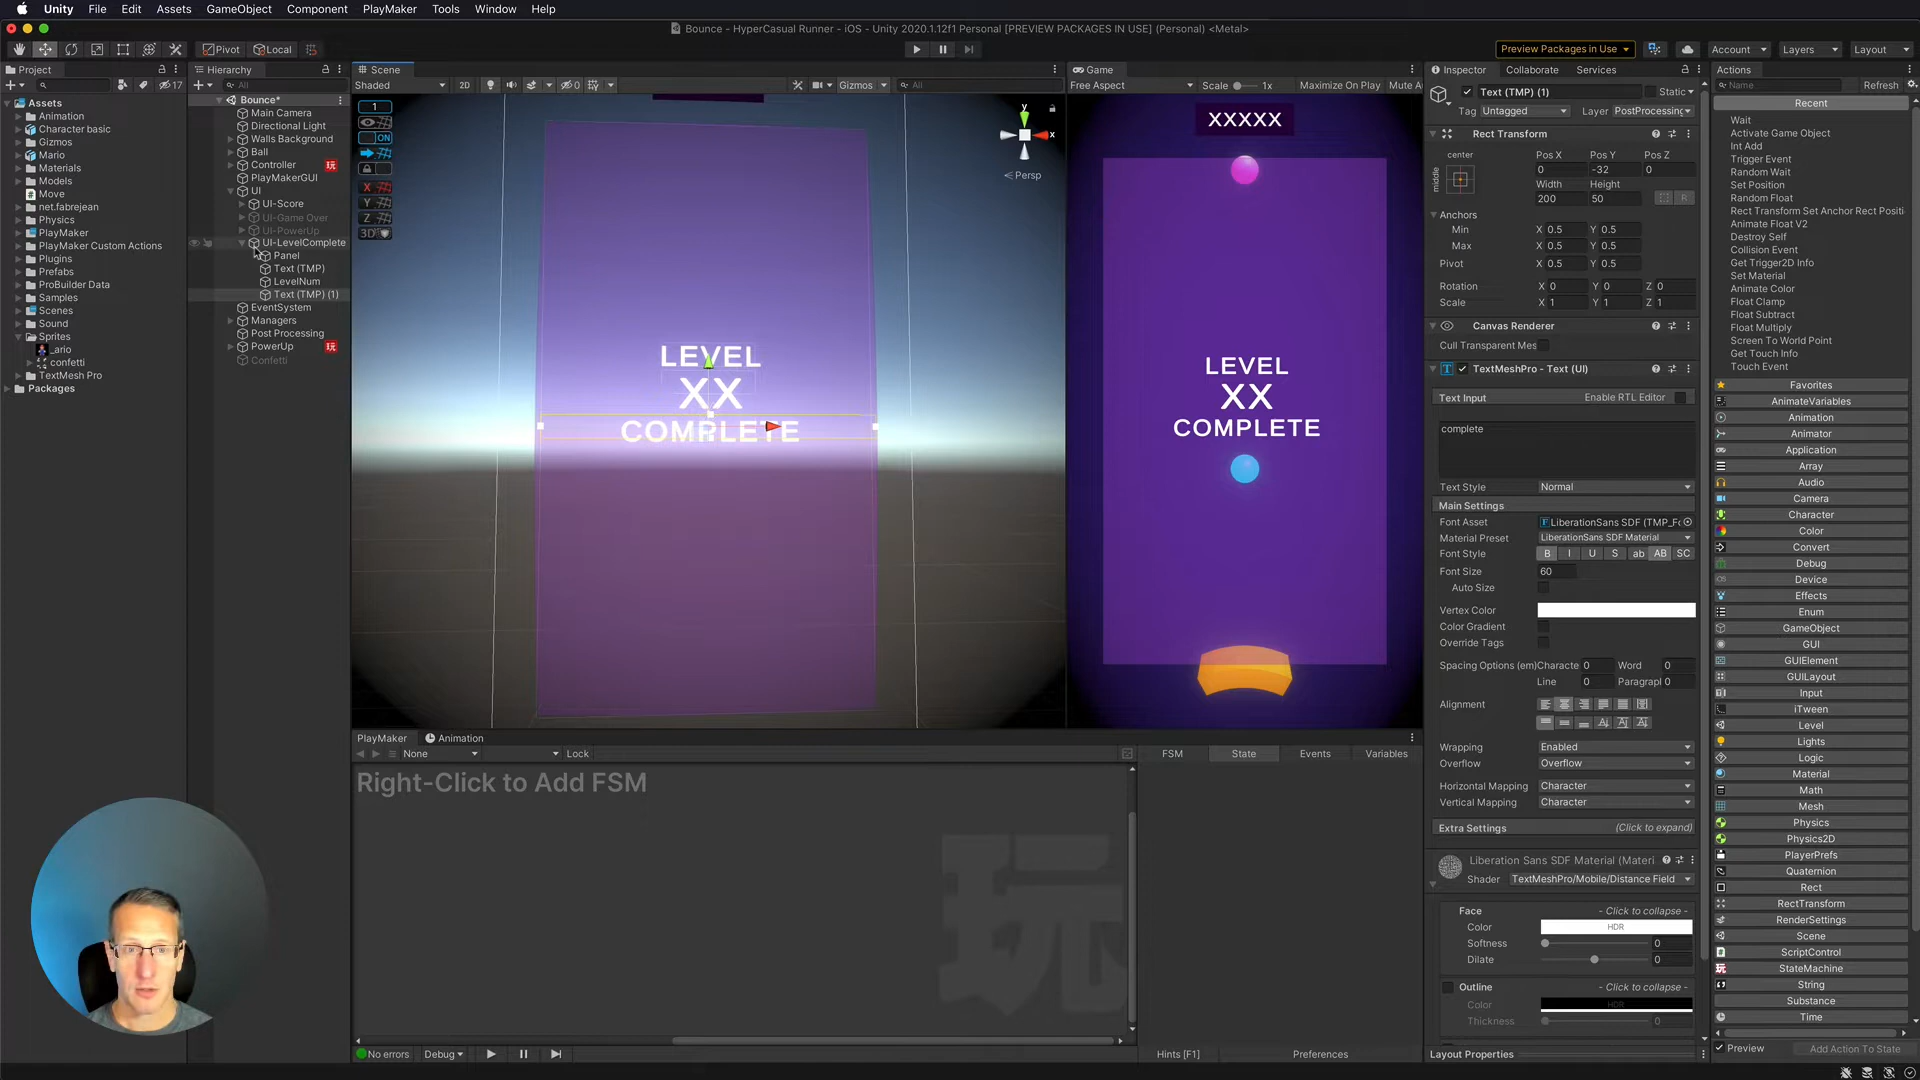 Unity File Edit Assets GameObject Component PlayMaker Tools Window Help
Bounce - HyperCasual Runner - iOS - Unity 2020.1.12f1 Personal [PREVIEW PACKAGES IN USE] (Personal) <Metal>
Pivot Local
Preview Packages in Use Account Layers Layout
Project
17
Assets
Animation
Character basic
Gizmos
Mario
Materials
Models
Move
net.fabrejean
Physics
PlayMaker
PlayMaker Custom Actions
Plugins
Prefabs
ProBuilder Data
Samples
Scenes
Sound
Sprites
_ario
confetti
TextMesh Pro
Packages
Hierarchy
All
Bounce*
Main Camera
Directional Light
Walls Background
Ball
Controller
PlayMakerGUI
UI
UI-Score
UI-Game Over
UI-PowerUp
UI-LevelComplete
Panel
Text (TMP)
LevelNum
Text (TMP) (1)
EventSystem
Managers
Post Processing
PowerUp
Confetti
Scene
Shaded 2D 0 Gizmos All
1
ON
X
Y
Z
3D
y
x
Persp
LEVEL
XX
COMPLETE
Game
Free Aspect Scale 1x Maximize On Play Mute Au
XXXXX
LEVEL
XX
COMPLETE
PlayMaker Animation
None Lock
Right-Click to Add FSM
玩
FSM State Events Variables
No errors Debug
Hints [F1] Preferences
Inspector Collaborate Services
Text (TMP) (1) Static
Tag Untagged Layer PostProcessing
Rect Transform
center Pos X Pos Y Pos Z
middle 0 -32 0
Width Height
200 50 R
Anchors
Min X 0.5 Y 0.5
Max X 0.5 Y 0.5
Pivot X 0.5 Y 0.5
Rotation X 0 Y 0 Z 0
Scale X 1 Y 1 Z 1
Canvas Renderer
Cull Transparent Mes
TextMeshPro - Text (UI)
Text Input Enable RTL Editor
complete
Text Style Normal
Main Settings
Font Asset LiberationSans SDF (TMP_Fo
Material Preset LiberationSans SDF Material
Font Style B I U S ab AB SC
Font Size 60
Auto Size
Vertex Color
Color Gradient
Override Tags
Spacing Options (em) Characte 0 Word 0
Line 0 Paragrapl 0
Alignment
Wrapping Enabled
Overflow Overflow
Horizontal Mapping Character
Vertical Mapping Character
Extra Settings (Click to expand)
Liberation Sans SDF Material (Materi
Shader TextMeshPro/Mobile/Distance Field
Face - Click to collapse -
Color HDR
Softness 0
Dilate 0
Outline - Click to collapse -
Color HDR
Thickness 0
Layout Properties
Actions
Name Refresh
Recent
Wait
Activate Game Object
Int Add
Trigger Event
Random Wait
Set Position
Random Float
Rect Transform Set Anchor Rect Positi
Animate Float V2
Destroy Self
Collision Event
Get Trigger2D Info
Set Material
Animate Color
Float Clamp
Float Subtract
Float Multiply
Screen To World Point
Get Touch Info
Touch Event
Favorites
AnimateVariables
Animation
Animator
Application
Array
Audio
Camera
Character
Color
Convert
Debug
Device
Effects
Enum
GameObject
GUI
GUIElement
GUILayout
Input
iTween
Level
Lights
Logic
Material
Math
Mesh
Physics
Physics2D
PlayerPrefs
Quaternion
Rect
RectTransform
RenderSettings
Scene
ScriptControl
StateMachine
String
Substance
Time
Preview Add Action To State